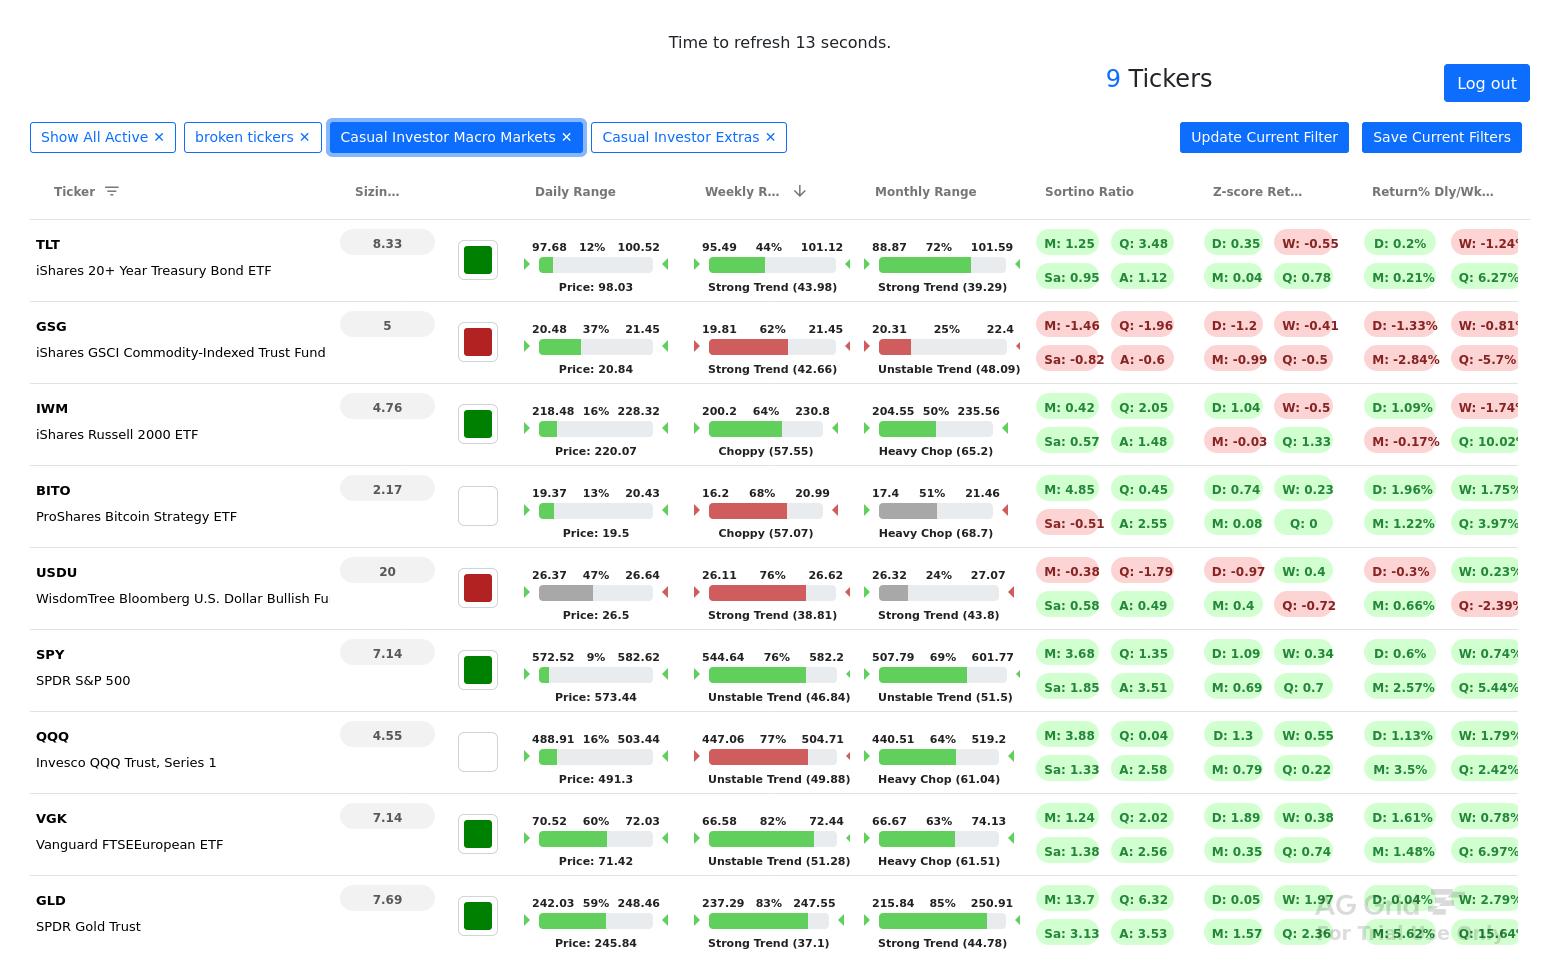 Time to refresh 13 seconds.
9 Tickers
Log out
Show All Active ✕ broken tickers ✕ Casual Investor Macro Markets ✕ Casual Investor Extras ✕ Update Current Filter Save Current Filters
Ticker Sizin... Daily Range Weekly R... Monthly Range Sortino Ratio Z-score Ret... Return% Dly/Wk...
TLT 8.33 97.68 12% 100.52 95.49 44% 101.12 88.87 72% 101.59 M: 1.25 Q: 3.48 D: 0.35 W: -0.55 D: 0.2% W: -1.24%
iShares 20+ Year Treasury Bond ETF Price: 98.03 Strong Trend (43.98) Strong Trend (39.29) Sa: 0.95 A: 1.12 M: 0.04 Q: 0.78 M: 0.21% Q: 6.27%
GSG 5 20.48 37% 21.45 19.81 62% 21.45 20.31 25% 22.4 M: -1.46 Q: -1.96 D: -1.2 W: -0.41 D: -1.33% W: -0.81%
iShares GSCI Commodity-Indexed Trust Fund Price: 20.84 Strong Trend (42.66) Unstable Trend (48.09) Sa: -0.82 A: -0.6 M: -0.99 Q: -0.5 M: -2.84% Q: -5.7%
IWM 4.76 218.48 16% 228.32 200.2 64% 230.8 204.55 50% 235.56 M: 0.42 Q: 2.05 D: 1.04 W: -0.5 D: 1.09% W: -1.74%
iShares Russell 2000 ETF Price: 220.07 Choppy (57.55) Heavy Chop (65.2) Sa: 0.57 A: 1.48 M: -0.03 Q: 1.33 M: -0.17% Q: 10.02%
BITO 2.17 19.37 13% 20.43 16.2 68% 20.99 17.4 51% 21.46 M: 4.85 Q: 0.45 D: 0.74 W: 0.23 D: 1.96% W: 1.75%
ProShares Bitcoin Strategy ETF Price: 19.5 Choppy (57.07) Heavy Chop (68.7) Sa: -0.51 A: 2.55 M: 0.08 Q: 0 M: 1.22% Q: 3.97%
USDU 20 26.37 47% 26.64 26.11 76% 26.62 26.32 24% 27.07 M: -0.38 Q: -1.79 D: -0.97 W: 0.4 D: -0.3% W: 0.23%
WisdomTree Bloomberg U.S. Dollar Bullish Fu Price: 26.5 Strong Trend (38.81) Strong Trend (43.8) Sa: 0.58 A: 0.49 M: 0.4 Q: -0.72 M: 0.66% Q: -2.39%
SPY 7.14 572.52 9% 582.62 544.64 76% 582.2 507.79 69% 601.77 M: 3.68 Q: 1.35 D: 1.09 W: 0.34 D: 0.6% W: 0.74%
SPDR S&P 500 Price: 573.44 Unstable Trend (46.84) Unstable Trend (51.5) Sa: 1.85 A: 3.51 M: 0.69 Q: 0.7 M: 2.57% Q: 5.44%
QQQ 4.55 488.91 16% 503.44 447.06 77% 504.71 440.51 64% 519.2 M: 3.88 Q: 0.04 D: 1.3 W: 0.55 D: 1.13% W: 1.79%
Invesco QQQ Trust, Series 1 Price: 491.3 Unstable Trend (49.88) Heavy Chop (61.04) Sa: 1.33 A: 2.58 M: 0.79 Q: 0.22 M: 3.5% Q: 2.42%
VGK 7.14 70.52 60% 72.03 66.58 82% 72.44 66.67 63% 74.13 M: 1.24 Q: 2.02 D: 1.89 W: 0.38 D: 1.61% W: 0.78%
Vanguard FTSEEuropean ETF Price: 71.42 Unstable Trend (51.28) Heavy Chop (61.51) Sa: 1.38 A: 2.56 M: 0.35 Q: 0.74 M: 1.48% Q: 6.97%
GLD 7.69 242.03 59% 248.46 237.29 83% 247.55 215.84 85% 250.91 M: 13.7 Q: 6.32 D: 0.05 W: 1.97 D: 0.04% W: 2.79%
AG Grid
SPDR Gold Trust Price: 245.84 Strong Trend (37.1) Strong Trend (44.78) Sa: 3.13 A: 3.53 M: 1.57 Q: 2.36 M: 5.62% Q: 15.64%
For Trial Use Only